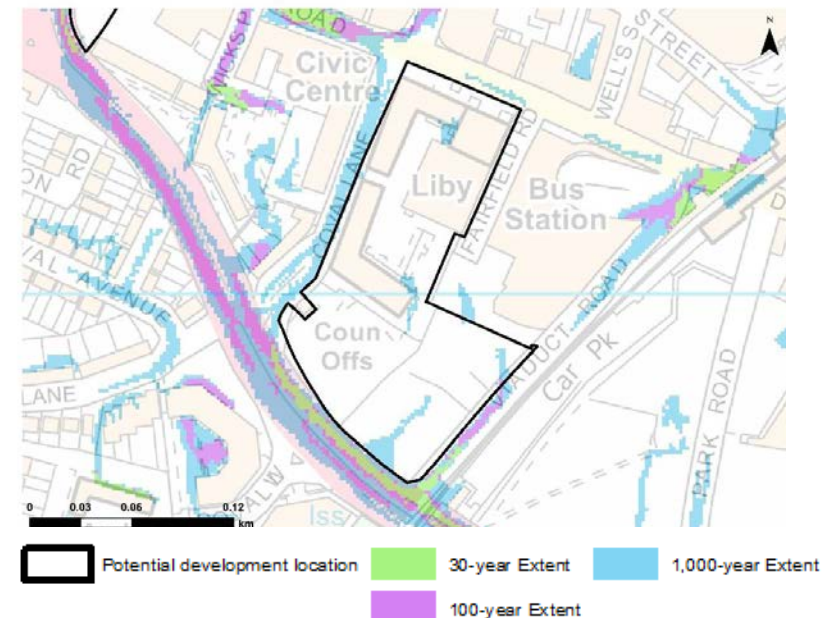 N
ROAD
Civic
Centre
WELL'S STREET
COVAL LANE
Liby
FAIRFIELD RD
Bus
Station
RD
AVENUE
Coun
Offs
VIADUCT ROAD
Car Pk
LANE
PARK ROAD
Iss
0 0.03 0.06 0.12
km
Potential development location
30-year Extent
1,000-year Extent
100-year Extent